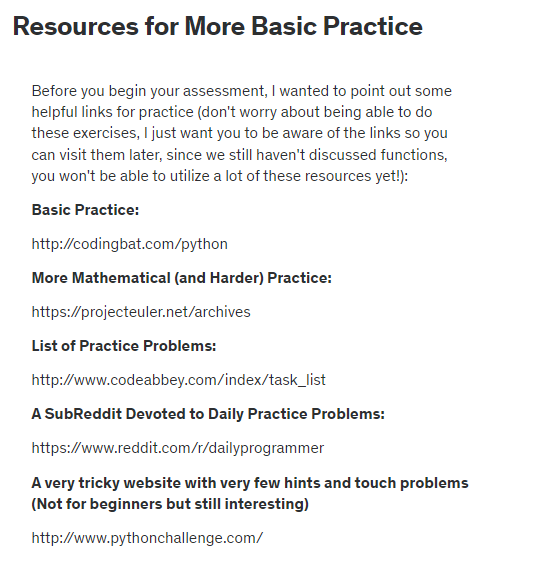 Resources for More Basic Practice
Before you begin your assessment, I wanted to point out some
helpful links for practice (don't worry about being able to do
these exercises, I just want you to be aware of the links so you
can visit them later, since we still haven't discussed functions,
you won't be able to utilize a lot of these resources yet!):
Basic Practice:
http://codingbat.com/python
More Mathematical (and Harder) Practice:
https://projecteuler.net/archives
List of Practice Problems:
http://www.codeabbey.com/index/task_list
A SubReddit Devoted to Daily Practice Problems:
https://www.reddit.com/r/dailyprogrammer
A very tricky website with very few hints and touch problems
(Not for beginners but still interesting)
http://www.pythonchallenge.com/